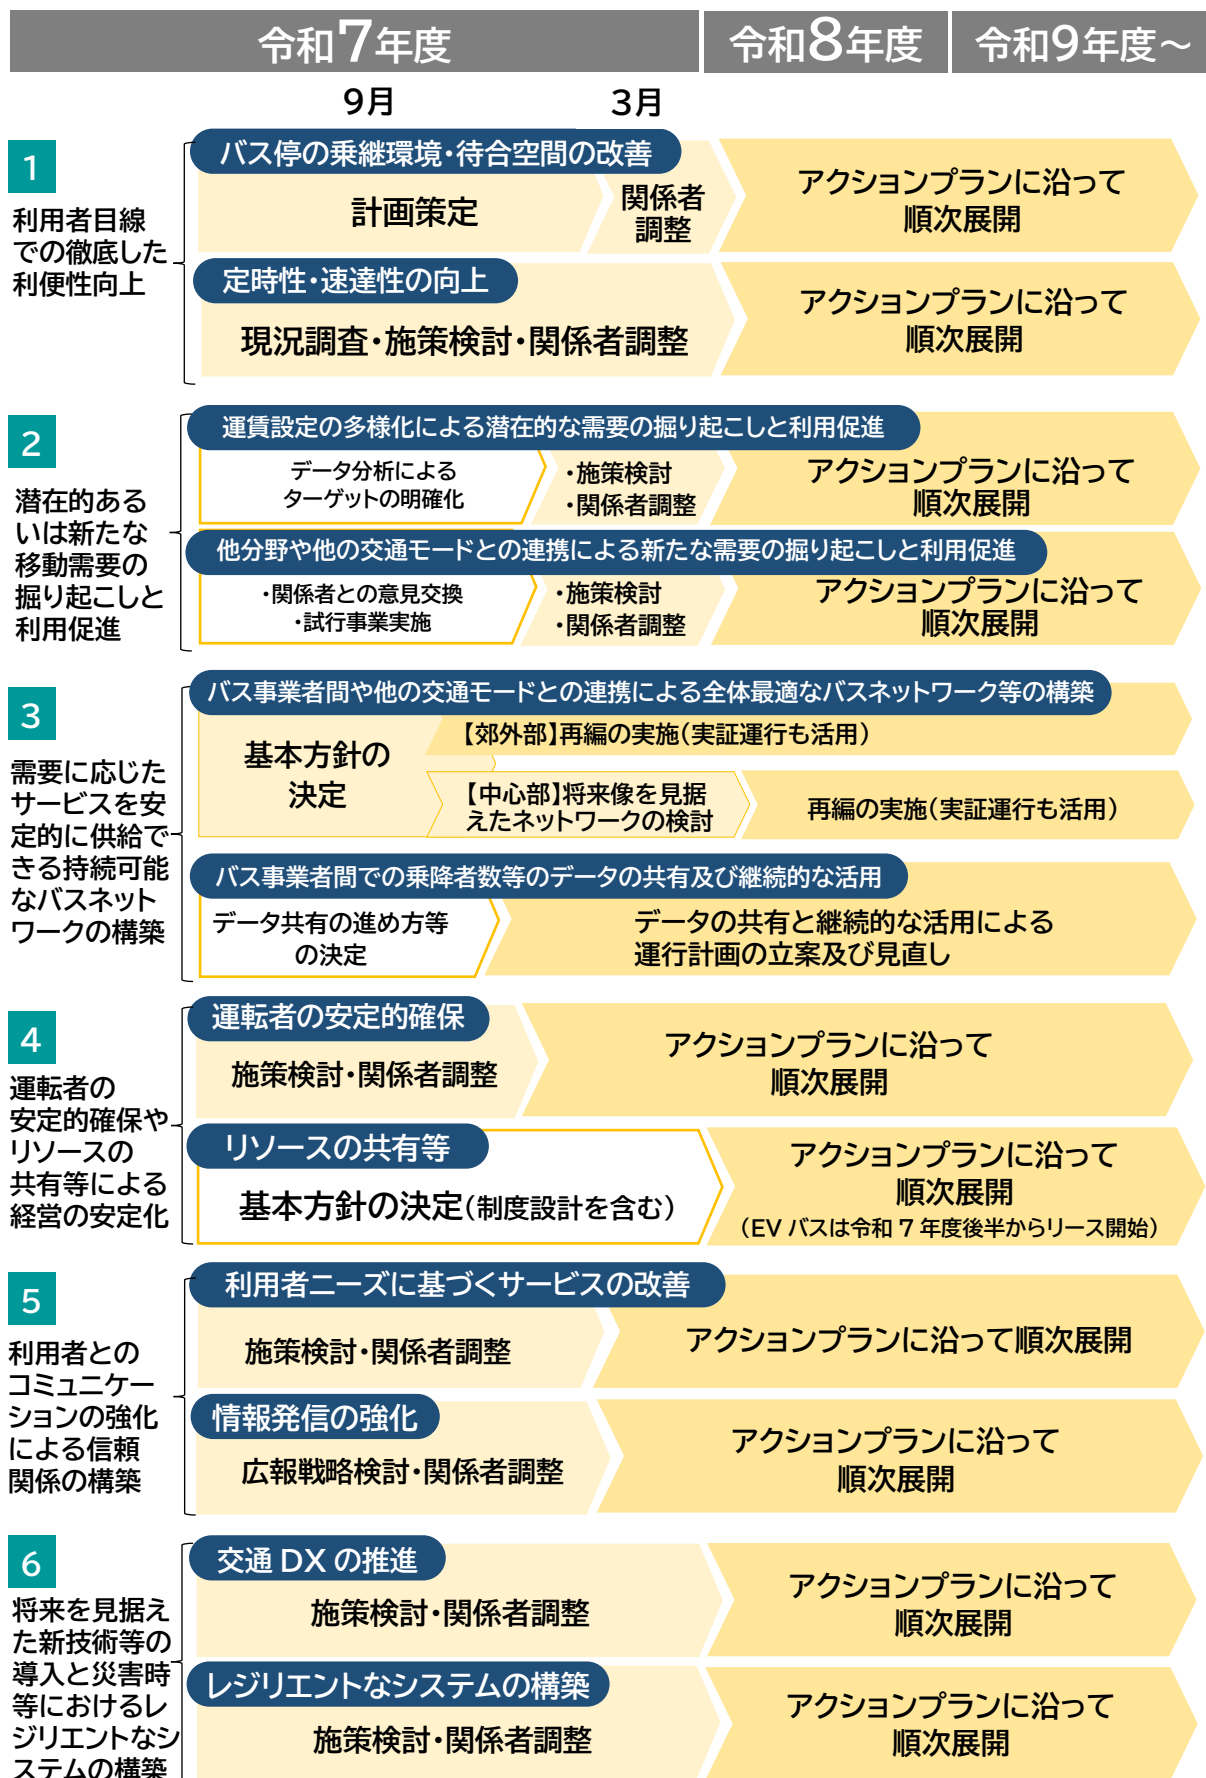 令和7年度
令和8年度
令和9年度～
9月
3月
1
利用者目線
での徹底した
利便性向上
バス停の乗継環境・待合空間の改善
計画策定
関係者
調整
アクションプランに沿って
順次展開
定時性・速達性の向上
現況調査・施策検討・関係者調整
アクションプランに沿って
順次展開
2
潜在的ある
いは新たな
移動需要の
掘り起こしと
利用促進
運賃設定の多様化による潜在的な需要の掘り起こしと利用促進
データ分析による
ターゲットの明確化
・施策検討
・関係者調整
アクションプランに沿って
順次展開
他分野や他の交通モードとの連携による新たな需要の掘り起こしと利用促進
・関係者との意見交換
・試行事業実施
・施策検討
・関係者調整
アクションプランに沿って
順次展開
3
需要に応じた
サービスを安
定的に供給で
きる持続可能
なバスネット
ワークの構築
バス事業者間や他の交通モードとの連携による全体最適なバスネットワーク等の構築
基本方針の
決定
【郊外部】再編の実施（実証運行も活用）
【中心部】将来像を見据
えたネットワークの検討
再編の実施（実証運行も活用）
バス事業者間での乗降者数等のデータの共有及び継続的な活用
データ共有の進め方等
の決定
データの共有と継続的な活用による
運行計画の立案及び見直し
4
運転者の
安定的確保や
リソースの
共有等による
経営の安定化
運転者の安定的確保
施策検討・関係者調整
アクションプランに沿って
順次展開
リソースの共有等
基本方針の決定（制度設計を含む）
アクションプランに沿って
順次展開
（EV バスは令和 7 年度後半からリース開始）
5
利用者との
コミュニケー
ションの強化
による信頼
関係の構築
利用者ニーズに基づくサービスの改善
施策検討・関係者調整
アクションプランに沿って順次展開
情報発信の強化
広報戦略検討・関係者調整
アクションプランに沿って
順次展開
6
将来を見据え
た新技術等の
導入と災害時
等におけるレ
ジリエントなシ
ステムの構築
交通 DX の推進
施策検討・関係者調整
アクションプランに沿って
順次展開
レジリエントなシステムの構築
施策検討・関係者調整
アクションプランに沿って
順次展開